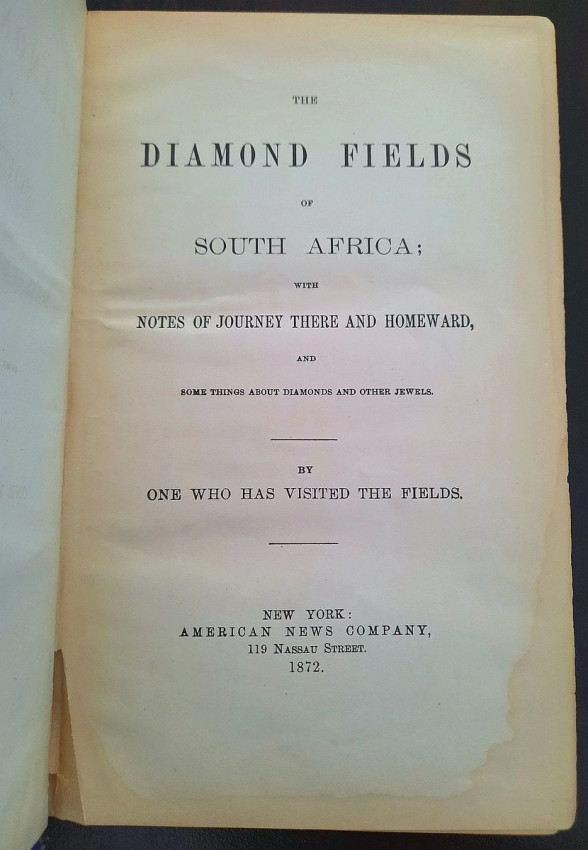 THE
DIAMOND FIELDS
OF
SOUTH AFRICA;
WITH
NOTES OF JOURNEY THERE AND HOMEWARD,
AND
SOME THINGS ABOUT DIAMONDS AND OTHER JEWELS.
BY
ONE WHO HAS VISITED THE FIELDS.
NEW YORK:
AMERICAN NEWS COMPANY,
119 NASSAU STREET.
1872.